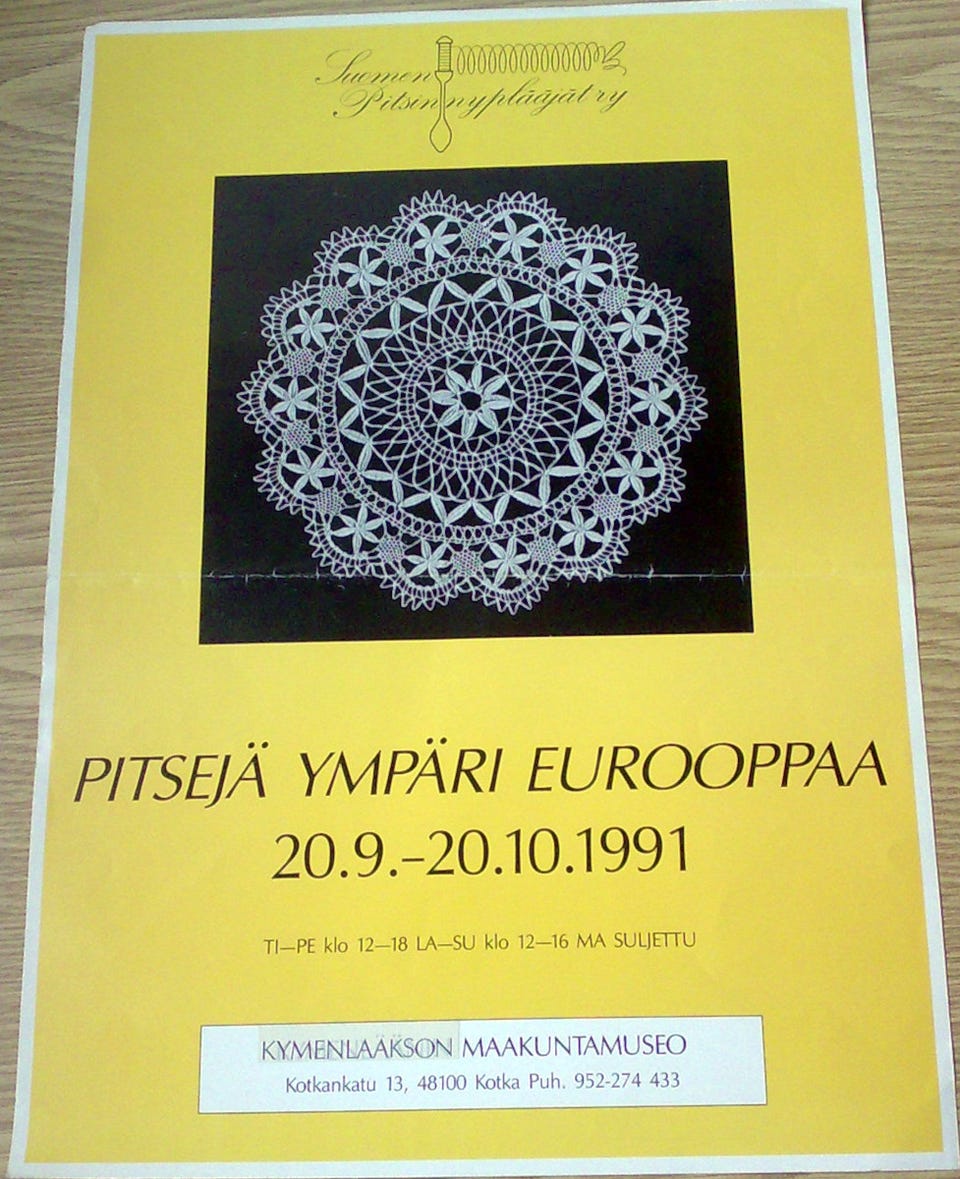 Suomen
Pitsinnyplääjät ry
PITSEJÄ YMPÄRI EUROOPPAA
20.9.–20.10.1991
TI—PE klo 12—18 LA—SU klo 12—16 MA SULJETTU
KYMENLAAKSON MAAKUNTAMUSEO
Kotkankatu 13, 48100 Kotka Puh. 952-274 433